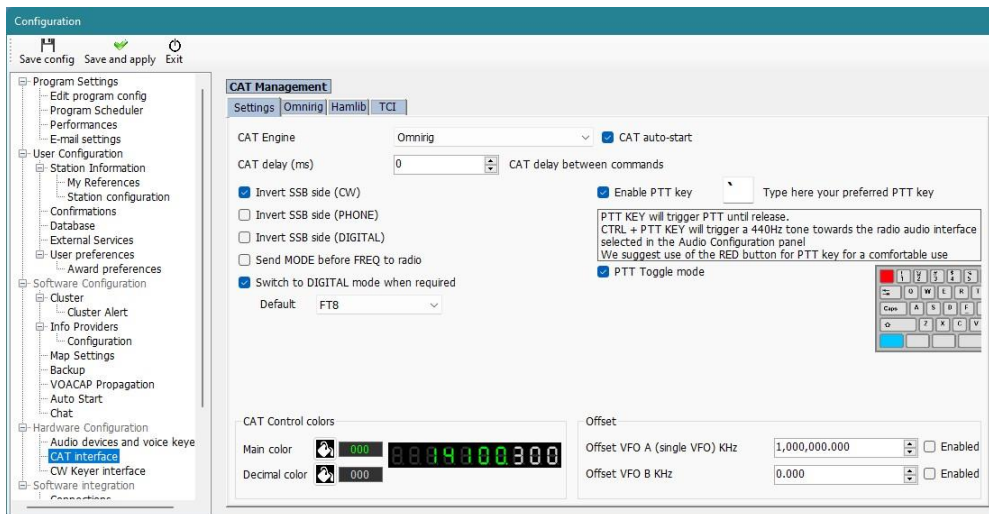 Configuration
Save config Save and apply Exit
Program Settings
Edit program config
Program Scheduler
Performances
E-mail settings
User Configuration
Station Information
My References
Station configuration
Confirmations
Database
External Services
User preferences
Award preferences
Software Configuration
Cluster
Cluster Alert
Info Providers
Configuration
Map Settings
Backup
VOACAP Propagation
Auto Start
Chat
Hardware Configuration
Audio devices and voice keye
CAT interface
CW Keyer interface
Software integration
CAT Management
Settings Omnirig Hamlib TCI
CAT Engine Omnirig CAT auto-start
CAT delay (ms) 0 CAT delay between commands
Invert SSB side (CW) Enable PTT key ` Type here your preferred PTT key
Invert SSB side (PHONE)
Invert SSB side (DIGITAL)
Send MODE before FREQ to radio
Switch to DIGITAL mode when required
Default FT8
PTT KEY will trigger PTT until release.
CTRL + PTT KEY will trigger a 440Hz tone towards the radio audio interface
selected in the Audio Configuration panel
We suggest use of the RED button for PTT key for a comfortable use
PTT Toggle mode
Q W E R T
Caps A S D F
Z X C V
CAT Control colors
Main color 000 14100.300
Decimal color 000
Offset
Offset VFO A (single VFO) KHz 1,000,000.000 Enabled
Offset VFO B KHz 0.000 Enabled